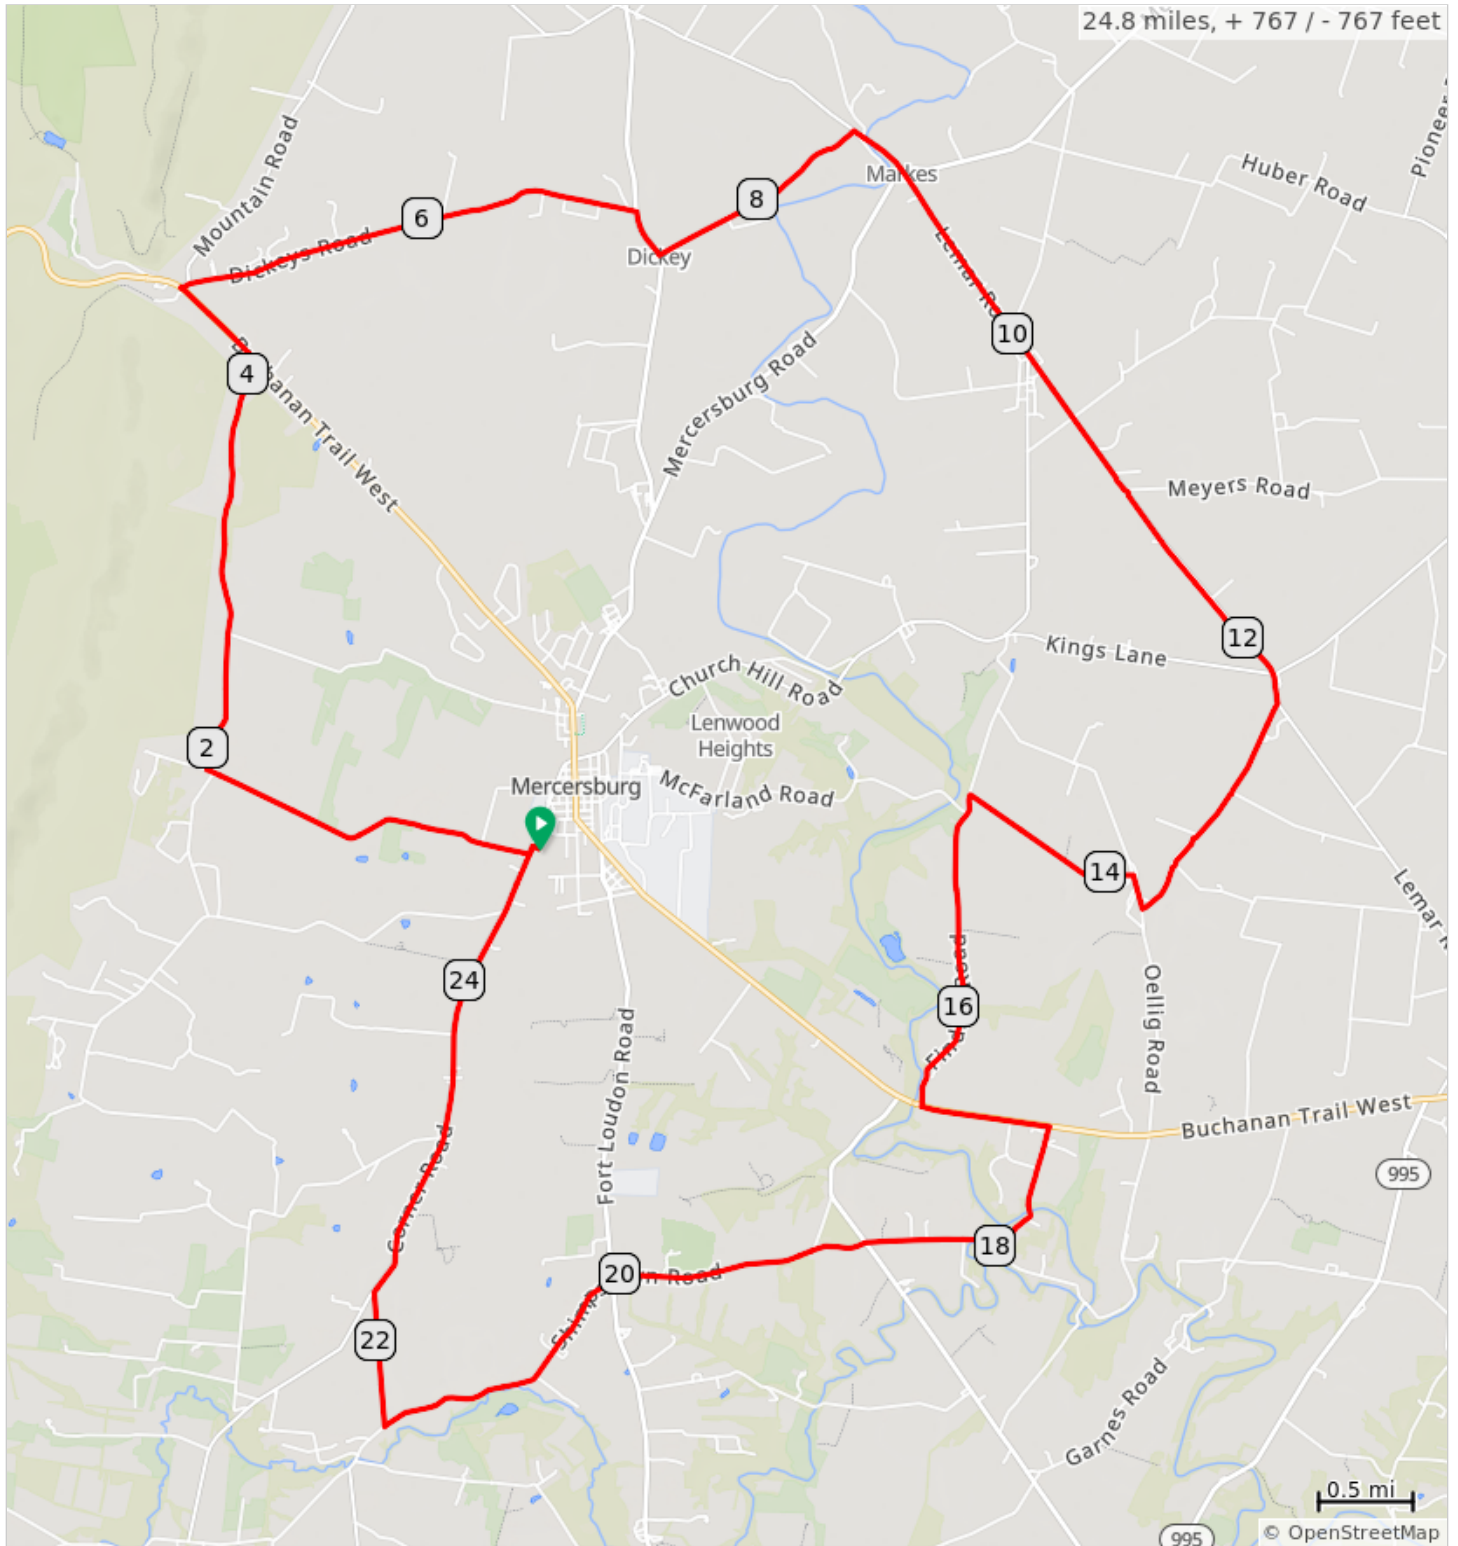 24.8 miles, + 767 / - 767 feet
Mountain Road
Huber Road
Pioneer
Markes
6
8
Dickeys Road
Dickey
10
4
Buchanan Trail West
Mercersburg Road
Meyers Road
12
Kings Lane
Church Hill Road
Lenwood
Heights
2
Mercersburg
McFarland Road
14
Lemar R
24
16
Oellig Road
Fort Loudon Road
Buchanan Trail West
Corner Road
995
18
20
22
Garnes Road
0.5 mi
995
© OpenStreetMap